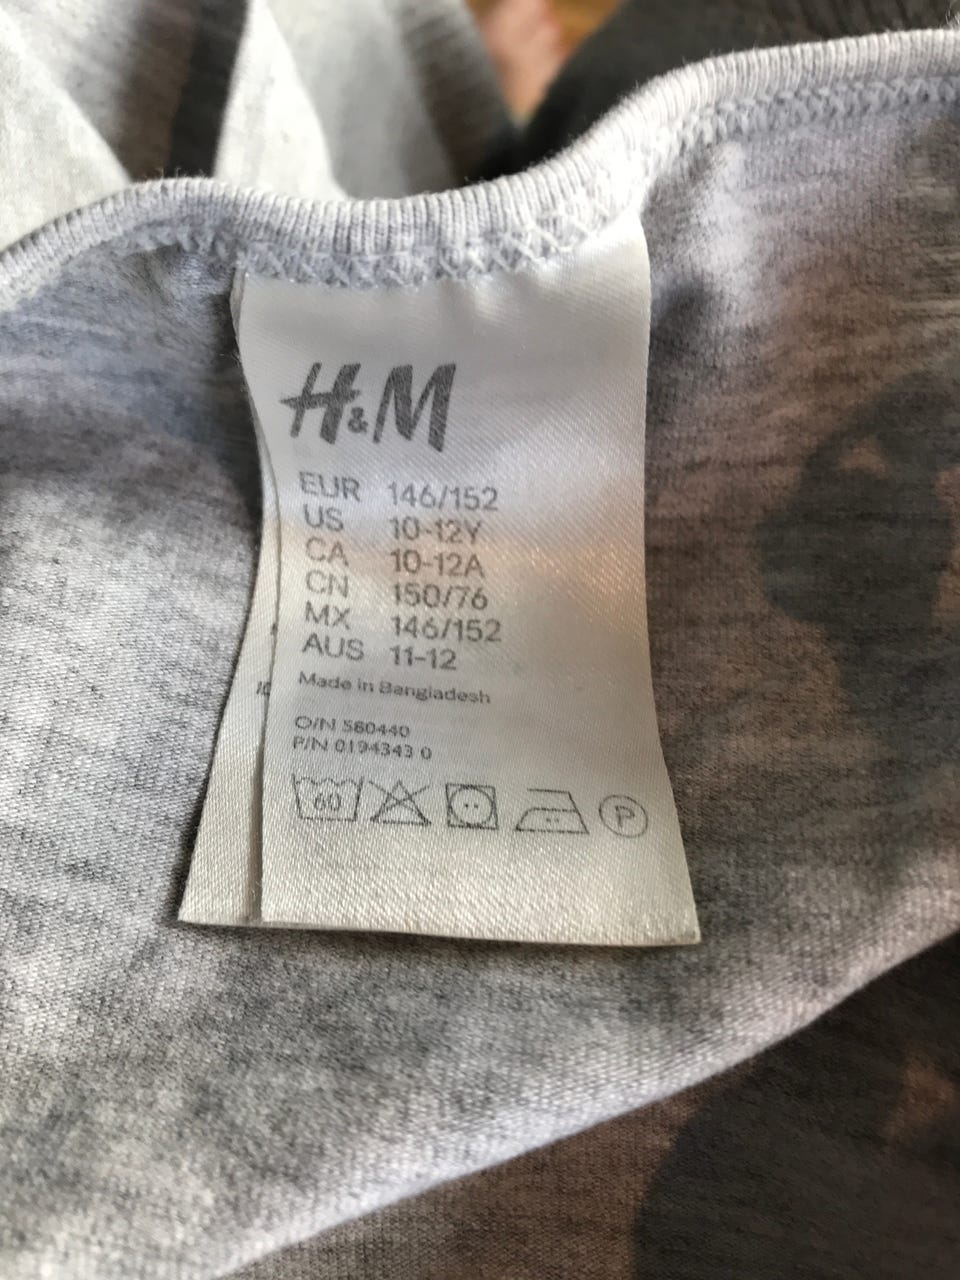 H&M
EUR 146/152
US 10-12Y
CA 10-12A
CN 150/76
MX 146/152
AUS 11-12
Made in Bangladesh
O/N 580440
P/N 0194343 0
60
P